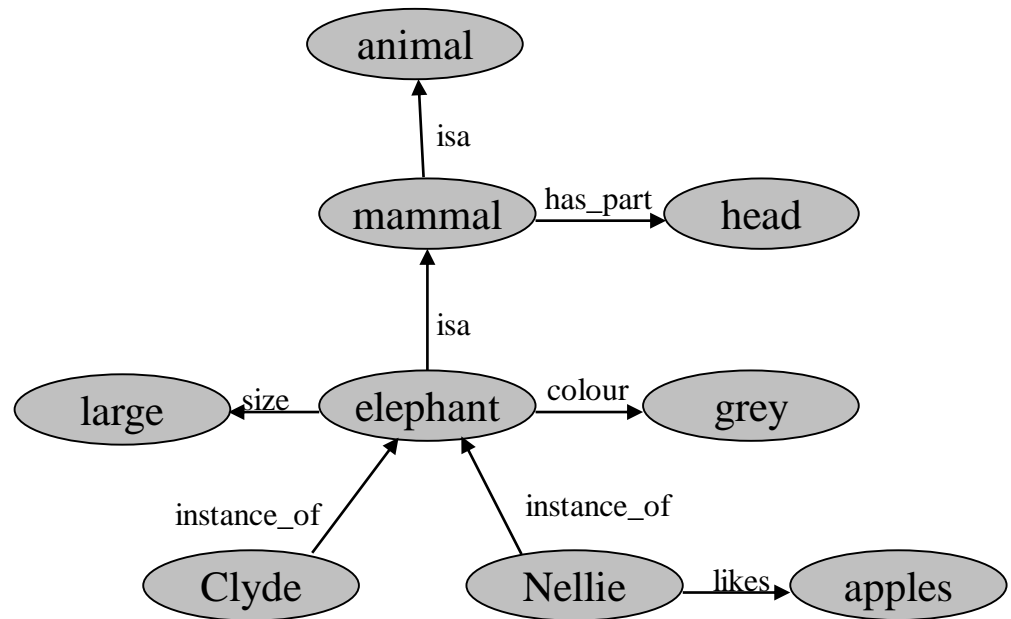 animal
isa
mammal
has_part
head
isa
large
size
elephant
colour
grey
instance_of
instance_of
Clyde
Nellie
likes
apples